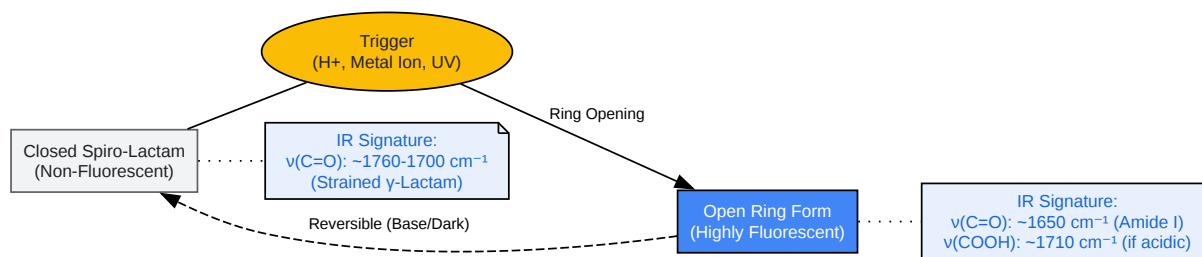 Trigger
(H+, Metal Ion, UV)
Ring Opening
Closed Spiro-Lactam
(Non-Fluorescent)
IR Signature:
ν(C=O): ~1760-1700 cm⁻¹
(Strained γ-Lactam)
Reversible (Base/Dark)
Open Ring Form
(Highly Fluorescent)
IR Signature:
ν(C=O): ~1650 cm⁻¹ (Amide I)
ν(COOH): ~1710 cm⁻¹ (if acidic)